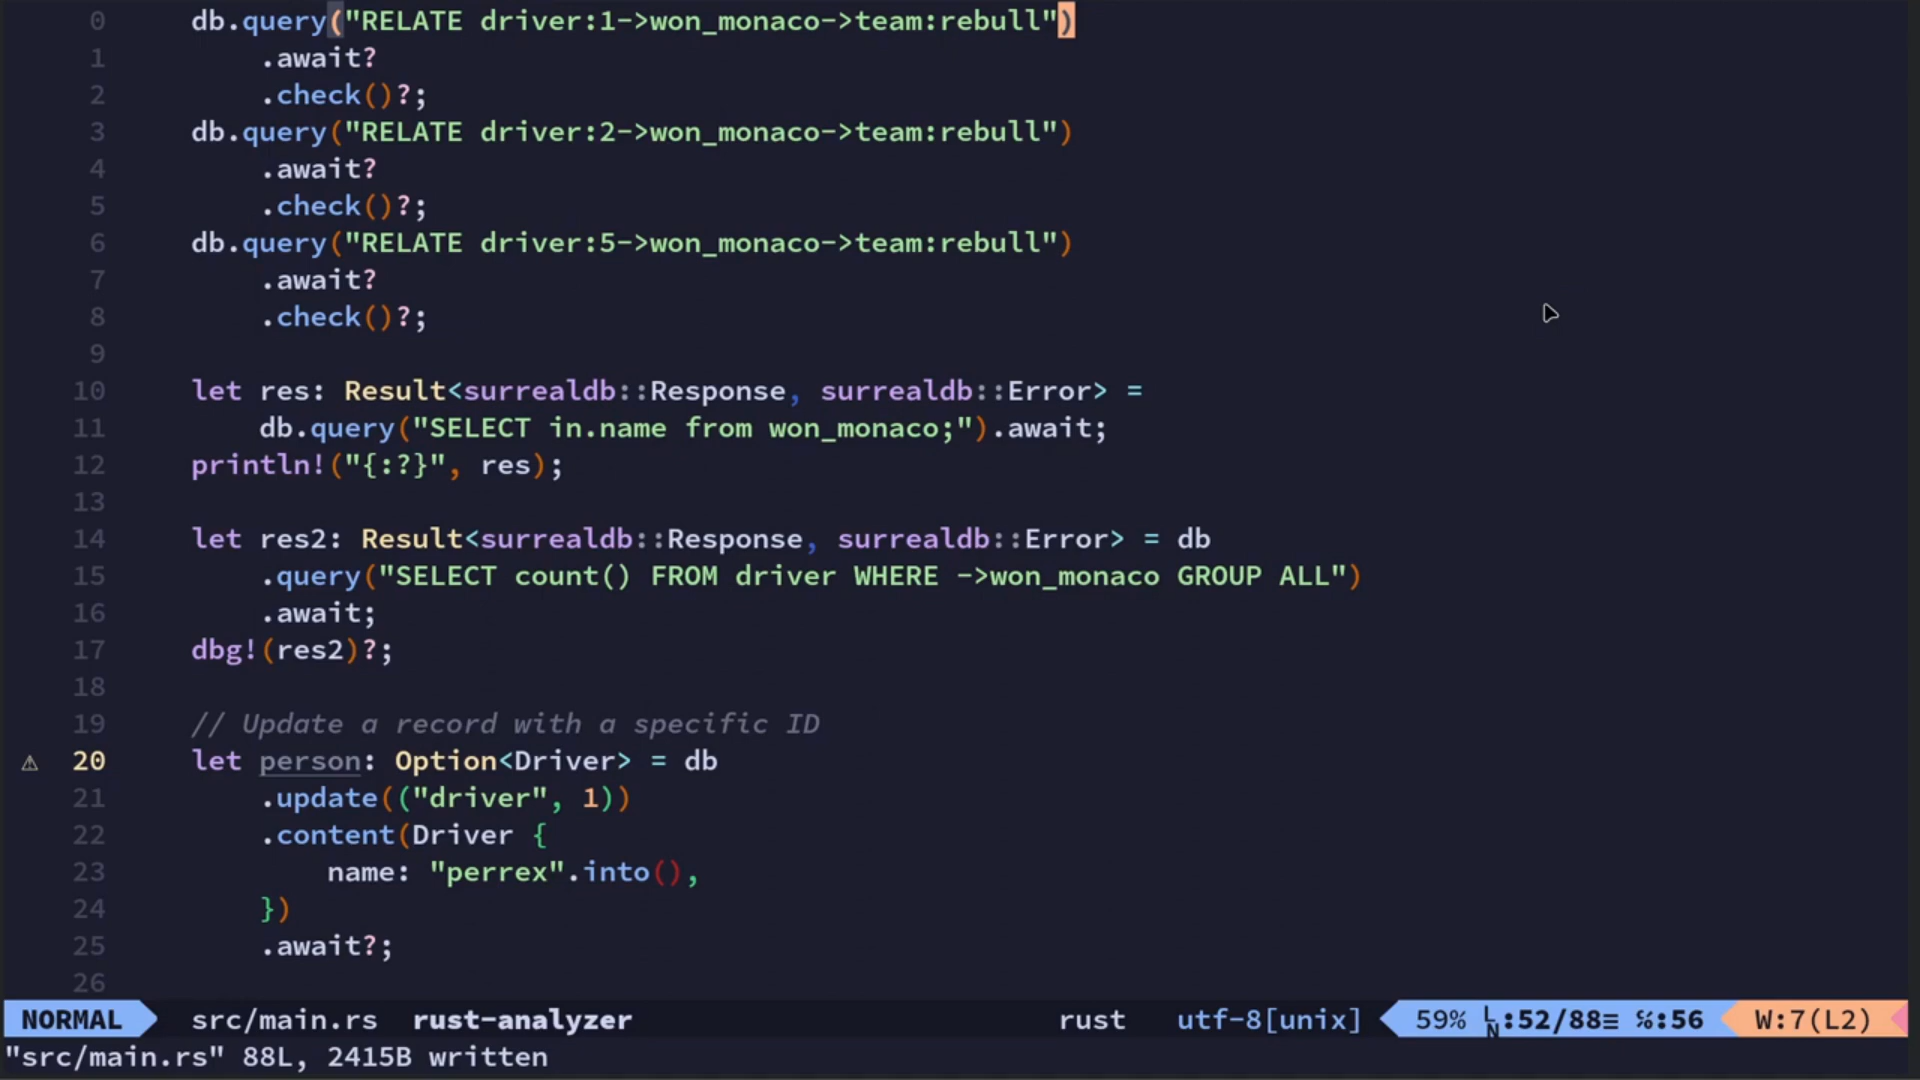 0 db.query("RELATE driver:1->won_monaco->team:rebull")
1 .await?
2 .check()?;
3 db.query("RELATE driver:2->won_monaco->team:rebull")
4 .await?
5 .check()?;
6 db.query("RELATE driver:5->won_monaco->team:rebull")
7 .await?
8 .check()?;
9
10 let res: Result<surrealdb::Response, surrealdb::Error> =
11 db.query("SELECT in.name from won_monaco;").await;
12 println!("{:?}", res);
13
14 let res2: Result<surrealdb::Response, surrealdb::Error> = db
15 .query("SELECT count() FROM driver WHERE ->won_monaco GROUP ALL")
16 .await;
17 dbg!(res2)?;
18
19 // Update a record with a specific ID
⚠ 20 let person: Option<Driver> = db
21 .update(("driver", 1))
22 .content(Driver {
23 name: "perrex".into(),
24 })
25 .await?;
26
NORMAL src/main.rs rust-analyzer rust utf-8[unix] 59% LN:52/88≡ ℅:56 W:7(L2)
"src/main.rs" 88L, 2415B written